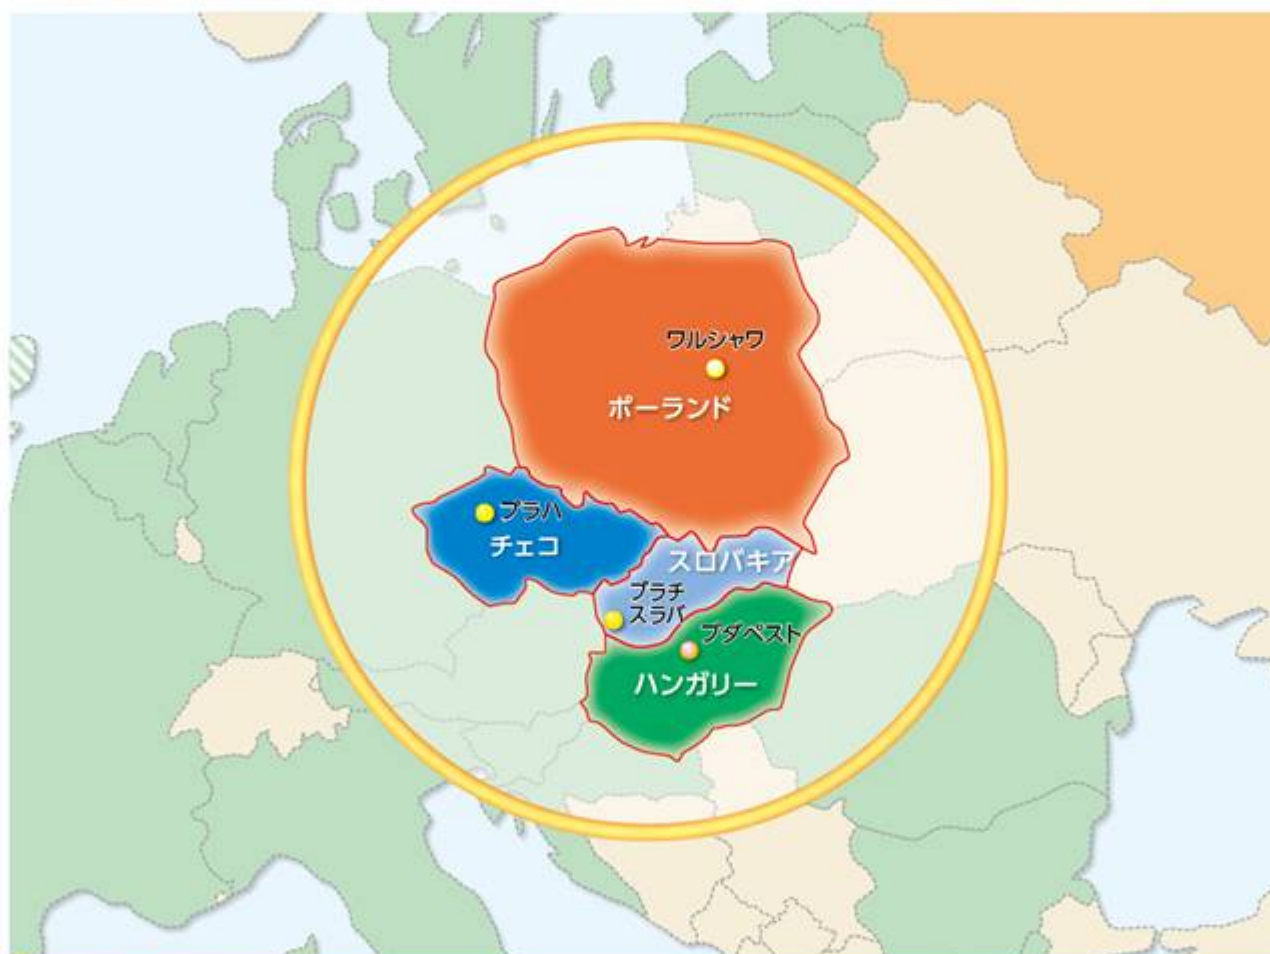 ワルシャワ
ポーランド
プラハ
チェコ
スロバキア
ブラチ
スラバ
ブダペスト
ハンガリー